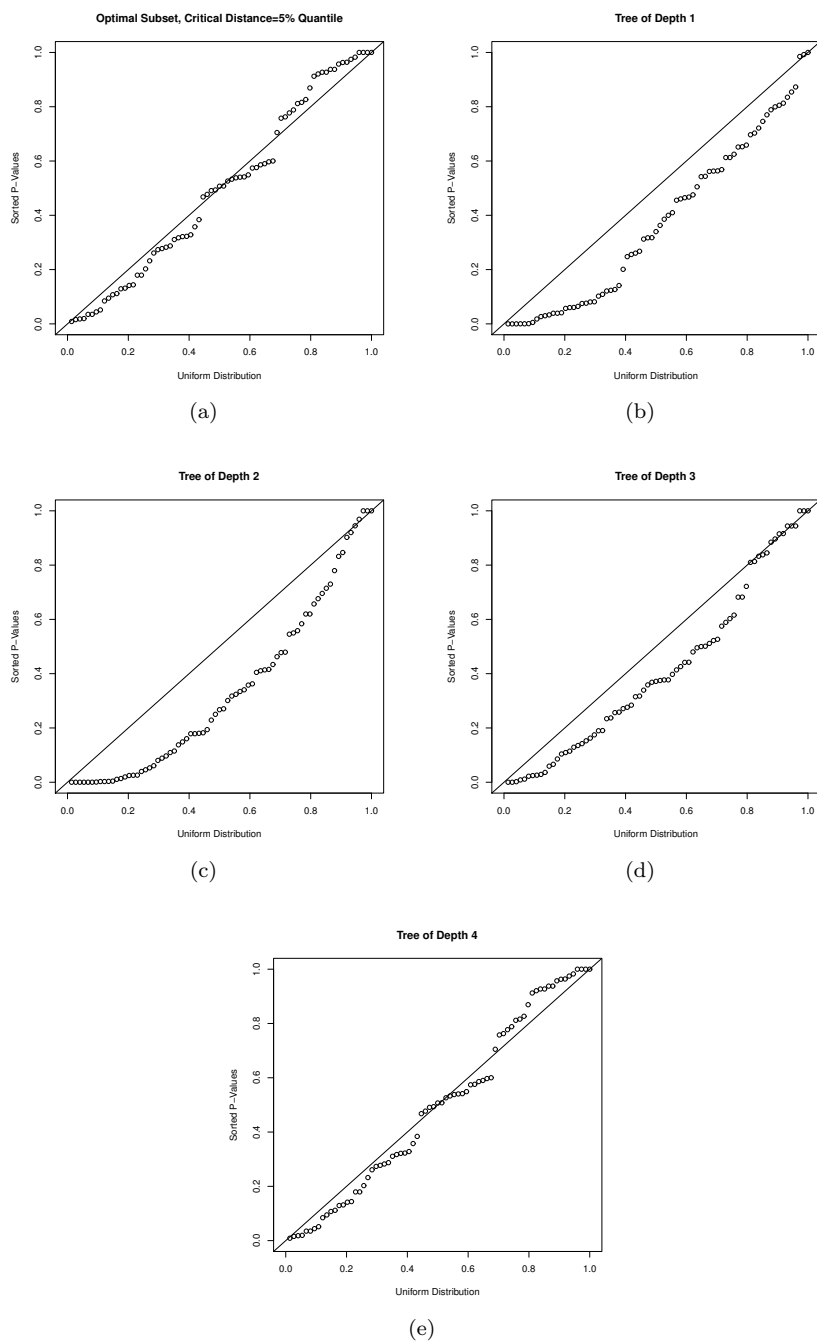 Optimal Subset, Critical Distance=5% Quantile
Sorted P−Values
1.0
0.8
0.6
0.4
0.2
0.0
0.0 0.2 0.4 0.6 0.8 1.0
Uniform Distribution
(a)
Tree of Depth 1
Sorted P−Values
1.0
0.8
0.6
0.4
0.2
0.0
0.0 0.2 0.4 0.6 0.8 1.0
Uniform Distribution
(b)
Tree of Depth 2
Sorted P−Values
1.0
0.8
0.6
0.4
0.2
0.0
0.0 0.2 0.4 0.6 0.8 1.0
Uniform Distribution
(c)
Tree of Depth 3
Sorted P−Values
1.0
0.8
0.6
0.4
0.2
0.0
0.0 0.2 0.4 0.6 0.8 1.0
Uniform Distribution
(d)
Tree of Depth 4
Sorted P−Values
1.0
0.8
0.6
0.4
0.2
0.0
0.0 0.2 0.4 0.6 0.8 1.0
Uniform Distribution
(e)